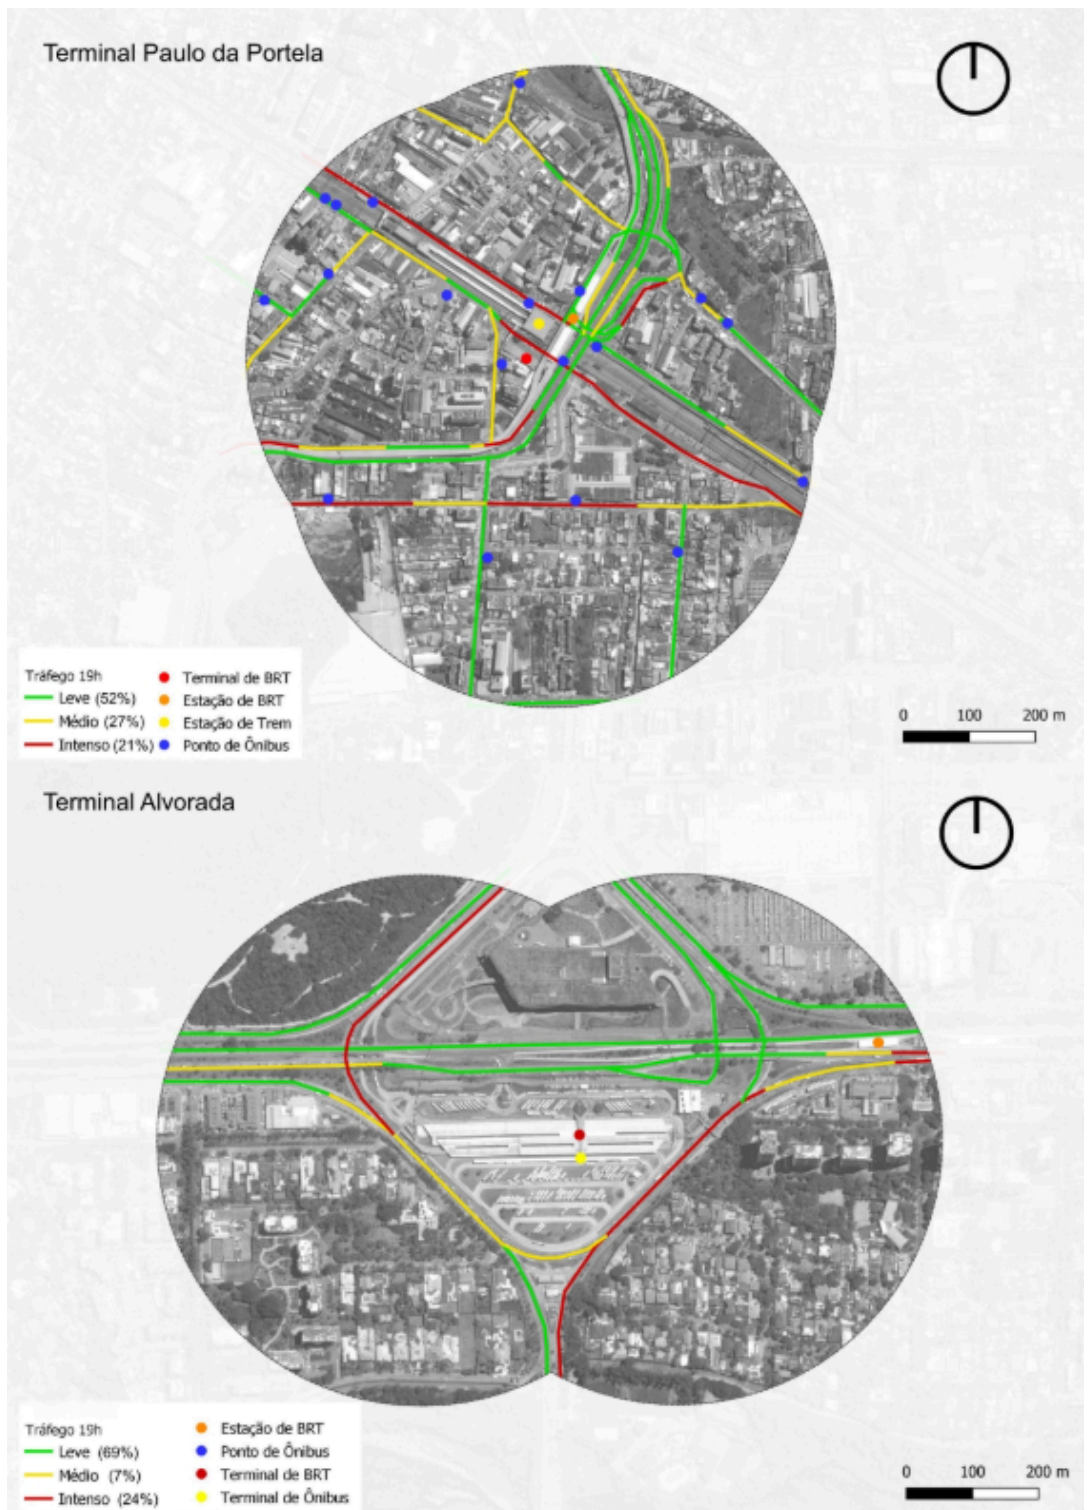 Terminal Paulo da Portela
Tráfego 19h
Leve (52%)
Médio (27%)
Intenso (21%)
Terminal de BRT
Estação de BRT
Estação de Trem
Ponto de Ônibus
0 100 200 m
Terminal Alvorada
Tráfego 19h
Leve (69%)
Médio (7%)
Intenso (24%)
Estação de BRT
Ponto de Ônibus
Terminal de BRT
Terminal de Ônibus
0 100 200 m